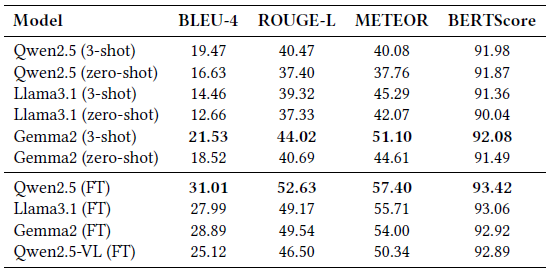 Model BLEU-4 ROUGE-L METEOR BERTScore
Qwen2.5 (3-shot) 19.47 40.47 40.08 91.98
Qwen2.5 (zero-shot) 16.63 37.40 37.76 91.87
Llama3.1 (3-shot) 14.46 39.32 45.29 91.36
Llama3.1 (zero-shot) 12.66 37.33 42.07 90.04
Gemma2 (3-shot) 21.53 44.02 51.10 92.08
Gemma2 (zero-shot) 18.52 40.69 44.61 91.49
Qwen2.5 (FT) 31.01 52.63 57.40 93.42
Llama3.1 (FT) 27.99 49.17 55.71 93.06
Gemma2 (FT) 28.89 49.54 54.00 92.92
Qwen2.5-VL (FT) 25.12 46.50 50.34 92.89